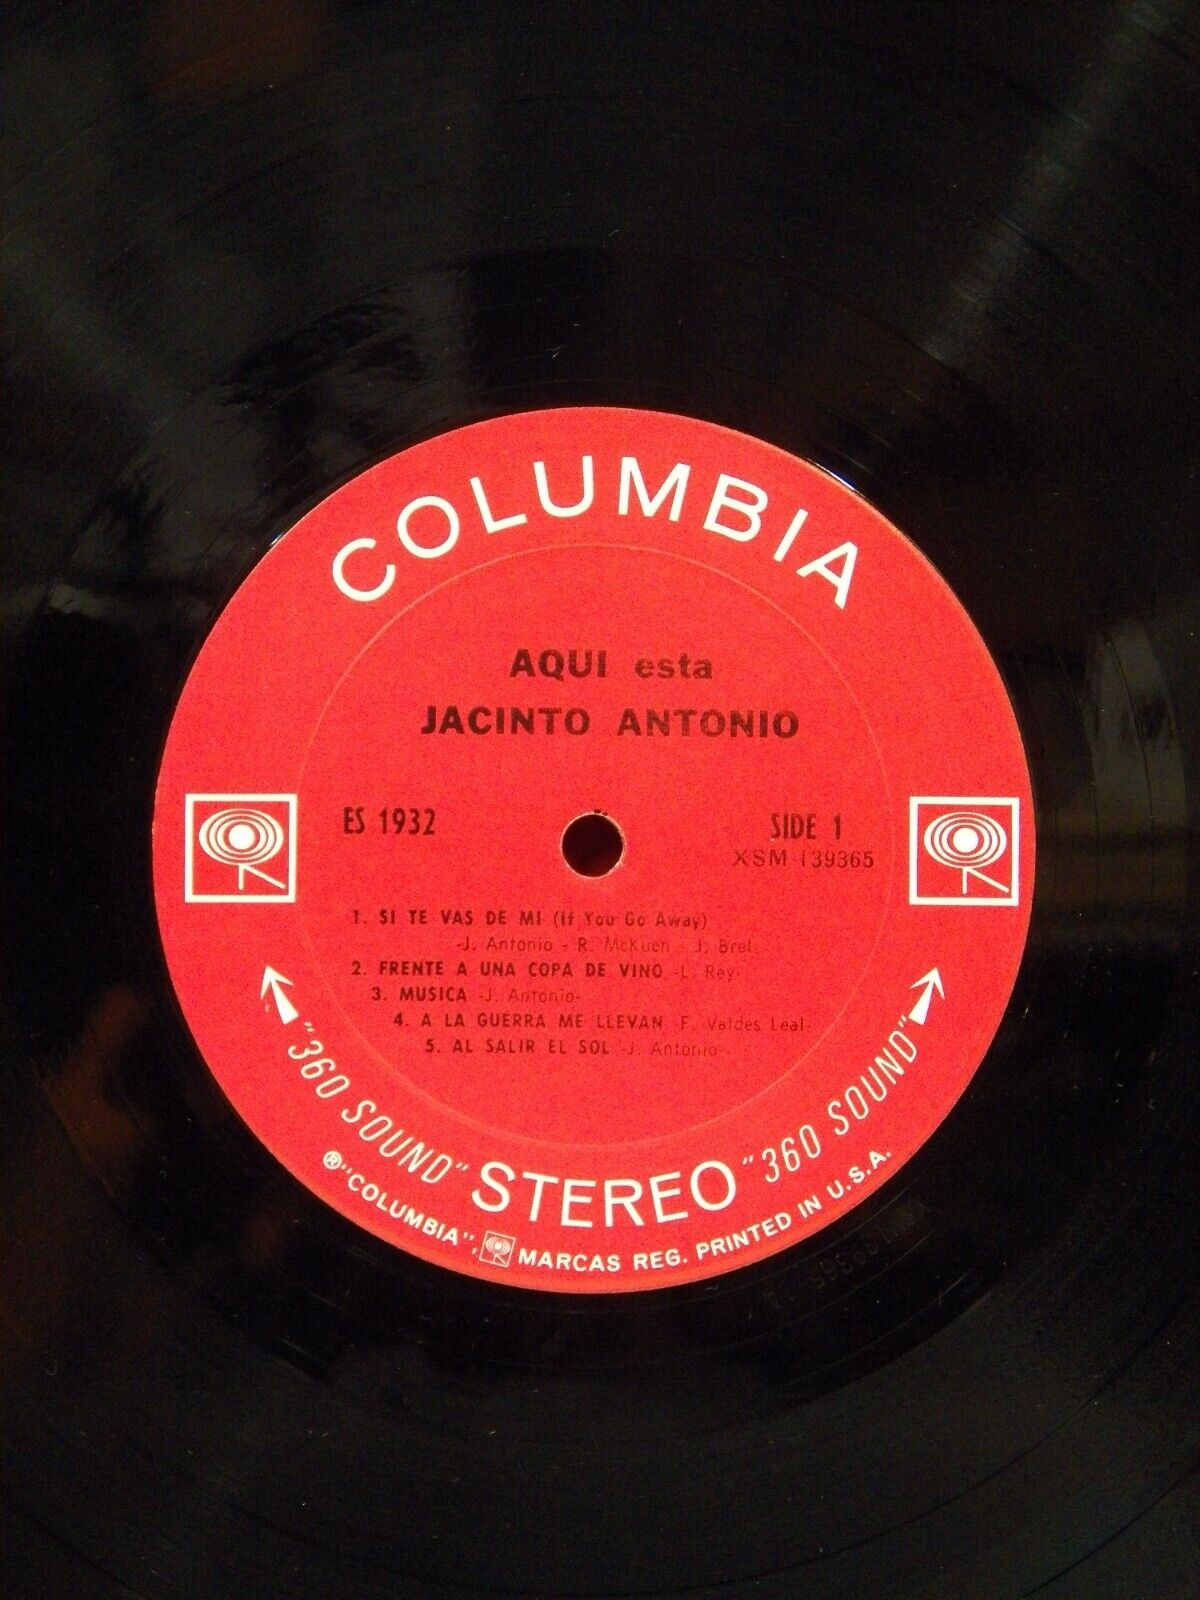 COLUMBIA
AQUI esta
JACINTO ANTONIO
ES 1932
SIDE 1
XSM 139365
1. SI TE VAS DE MI (If You Go Away)
-J. Antonio - R. McKuen - J. Brel-
2. FRENTE A UNA COPA DE VINO -L. Rey-
3. MUSICA -J. Antonio-
4. A LA GUERRA ME LLEVAN -F. Valdes Leal-
5. AL SALIR EL SOL -J. Antonio-
"360 SOUND" STEREO "360 SOUND"
®"COLUMBIA", MARCAS REG. PRINTED IN U.S.A.